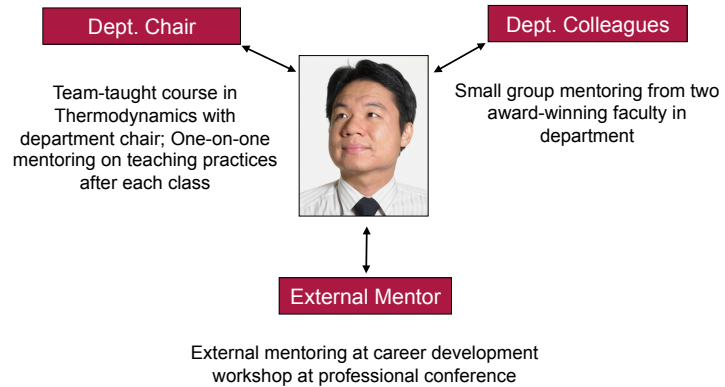 Dept. Chair
Team-taught course in
Thermodynamics with
department chair; One-on-one
mentoring on teaching practices
after each class
Dept. Colleagues
Small group mentoring from two
award-winning faculty in
department
External Mentor
External mentoring at career development
workshop at professional conference